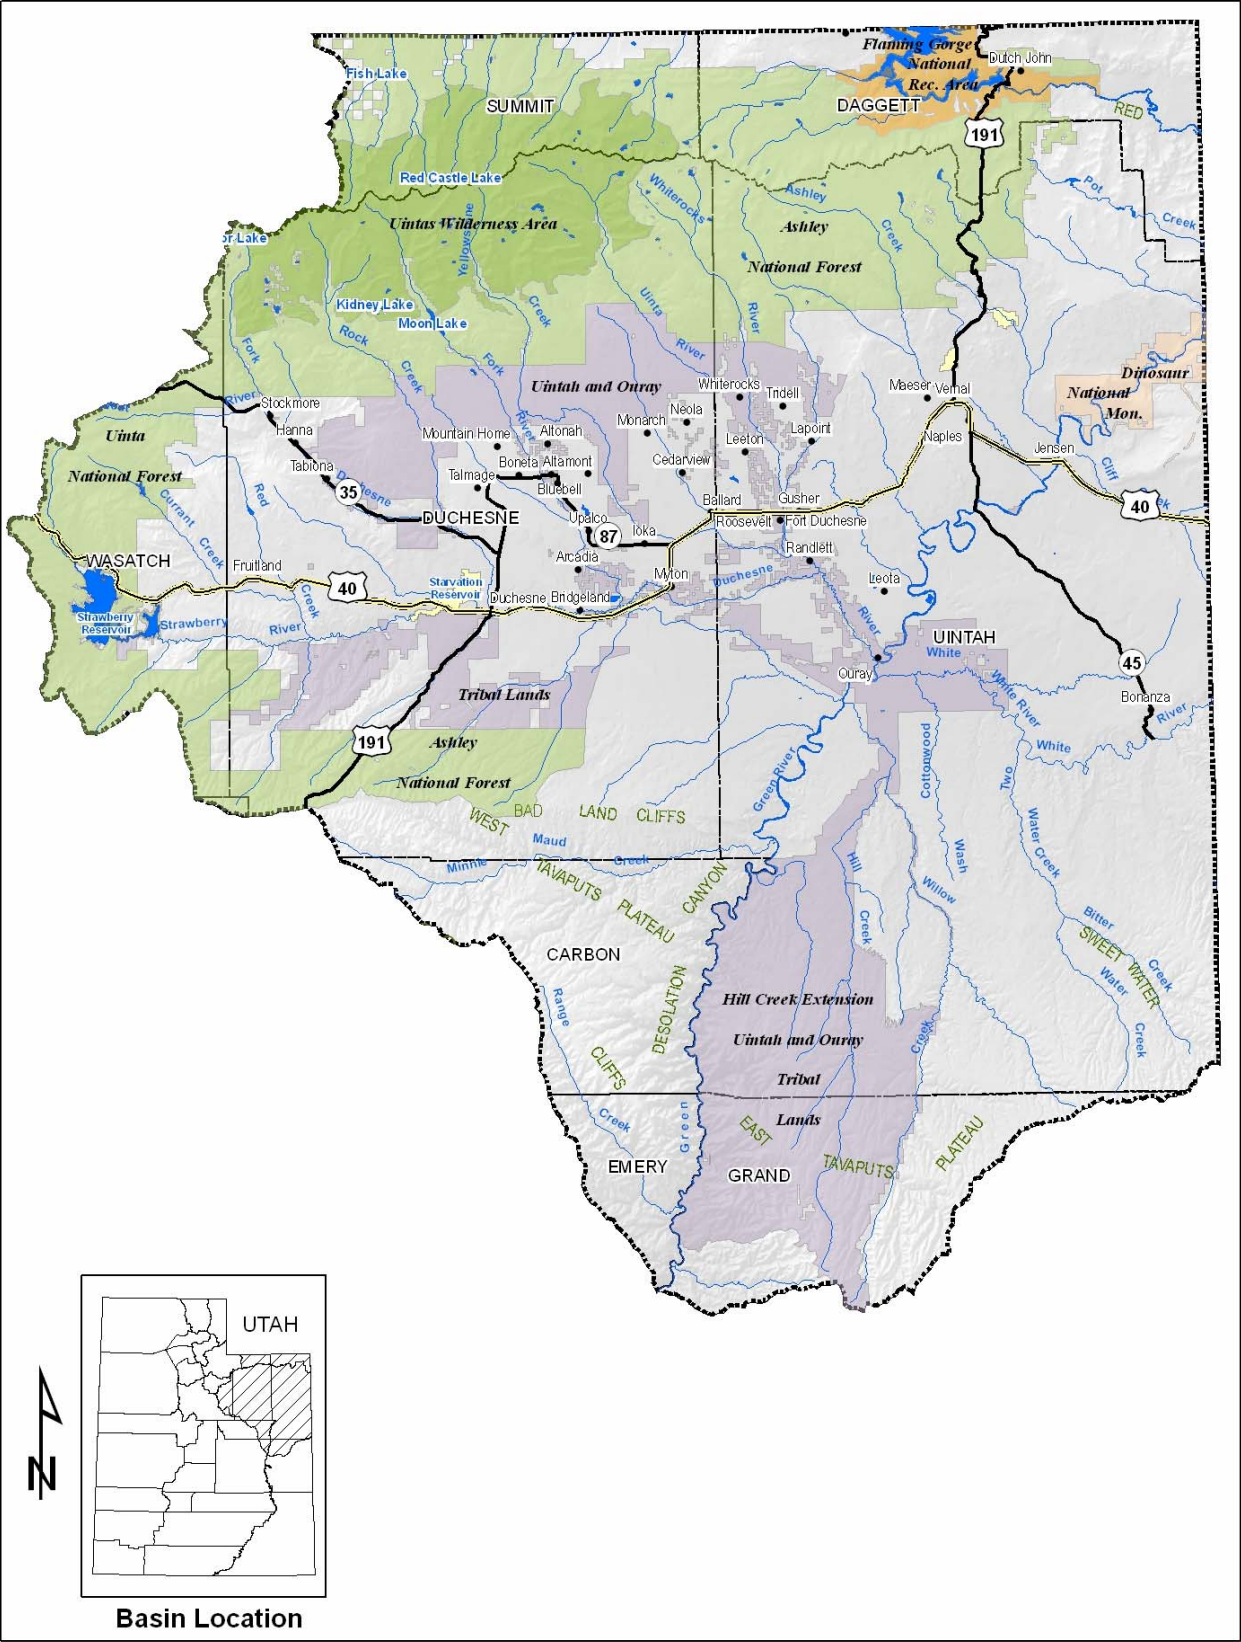 Flaming Gorge
National
Rec. Area
Dutch John
Fish Lake
SUMMIT
DAGGETT
RED
191
Red Castle Lake
Whiterocks
Ashley
Pot
Creek
Uintas Wilderness Area
Yellowstone
Ashley
National Forest
Creek
or Lake
Kidney Lake
Moon Lake
Creek
Uinta
River
River
Rock
Creek
Fork
Fork
Uintah and Ouray
Whiterocks
Tridell
Maeser
Vernal
Dinosaur
National
Mon.
River
Stockmore
Hanna
Neola
Monarch
Mountain Home
River
Altonah
Leeton
Lapoint
Naples
Jensen
Uinta
National Forest
Tabiona
Duchesne
Talmage
Boneta
Altamont
Bluebell
Cedarview
Cliff
35
Currant
Creek
Red
DUCHESNE
Upalco
87
Ioka
Ballard
Roosevelt
Gusher
Fort Duchesne
40
ek
WASATCH
Fruitland
40
Starvation
Reservoir
Arcadia
Myton
Randlett
Duchesne
Leota
Strawberry
Reservoir
Strawberry
River
Creek
Duchesne
Bridgeland
River
UINTAH
White
45
Ouray
Tribal Lands
White River
Bonanza
River
191
Ashley
National Forest
Green River
Cottonwood
Wash
Two
Water Creek
White
WEST
BAD
LAND
CLIFFS
Minnie
Maud
Creek
TAVAPUTS
PLATEAU
CANYON
DESOLATION
Hill
Creek
Willow
Creek
Bitter
Creek
SWEET
WATER
Water
Creek
CARBON
Range
Creek
CLIFFS
Hill Creek Extension
Uintah and Ouray
Tribal
Lands
Green
EAST
TAVAPUTS
PLATEAU
EMERY
GRAND
UTAH
N
Basin Location